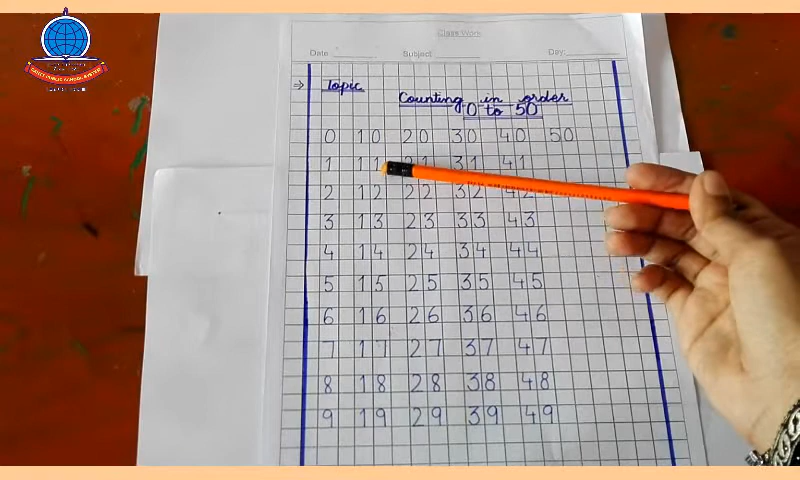 Class Work
Date: Subject: Day:
⇒ Topic
Counting in order
0 to 50
0 10 20 30 40 50
1 11 21 31 41
2 12 22 32 42
3 13 23 33 43
4 14 24 34 44
5 15 25 35 45
6 16 26 36 46
7 17 27 37 47
8 18 28 38 48
9 19 29 39 49